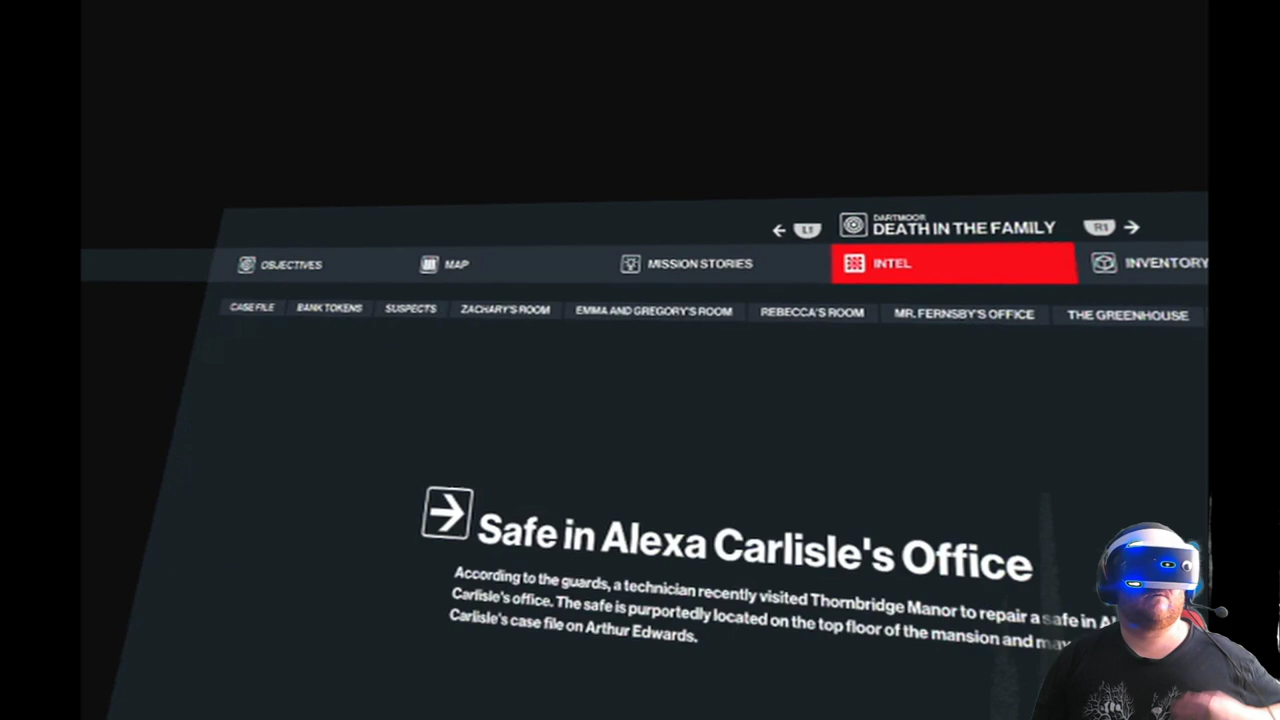 DARTMOOR
← L1 DEATH IN THE FAMILY R1 →
OBJECTIVES MAP MISSION STORIES INTEL INVENTORY
CASE FILE BANK TOKENS SUSPECTS ZACHARY'S ROOM EMMA AND GREGORY'S ROOM REBECCA'S ROOM MR. FERNSBY'S OFFICE THE GREENHOUSE
Safe in Alexa Carlisle's Office
According to the guards, a technician recently visited Thornbridge Manor to repair a safe in
Carlisle's office. The safe is purportedly located on the top floor of the mansion and may
Carlisle's case file on Arthur Edwards.